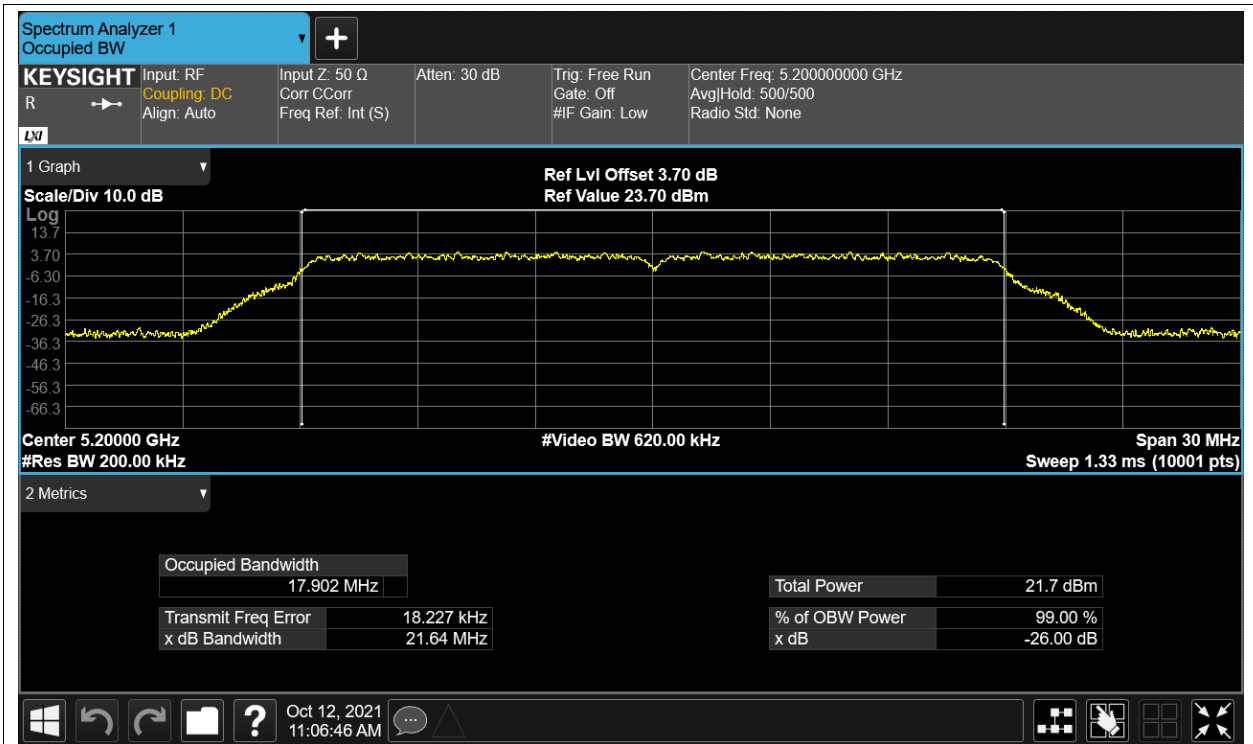 Spectrum Analyzer 1
Occupied BW
+
KEYSIGHT
R
LXI
Input: RF
Coupling: DC
Align: Auto
Input Z: 50 Ω
Corr CCorr
Freq Ref: Int (S)
Atten: 30 dB
Trig: Free Run
Gate: Off
#IF Gain: Low
Center Freq: 5.200000000 GHz
Avg|Hold: 500/500
Radio Std: None
1 Graph
Scale/Div 10.0 dB
Ref Lvl Offset 3.70 dB
Ref Value 23.70 dBm
Log
13.7
3.70
-6.30
-16.3
-26.3
-36.3
-46.3
-56.3
-66.3
Center 5.20000 GHz
#Video BW 620.00 kHz
Span 30 MHz
#Res BW 200.00 kHz
Sweep 1.33 ms (10001 pts)
2 Metrics
Occupied Bandwidth
17.902 MHz
Total Power 21.7 dBm
Transmit Freq Error 18.227 kHz
% of OBW Power 99.00 %
x dB Bandwidth 21.64 MHz
x dB -26.00 dB
?
Oct 12, 2021
11:06:46 AM